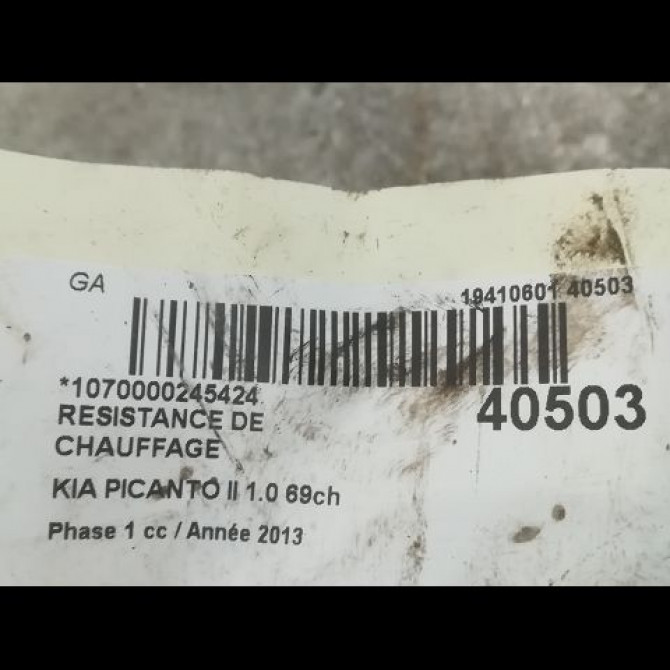 GA
19410601 40503
*1070000245424
40503
RESISTANCE DE
CHAUFFAGE
KIA PICANTO II 1.0 69ch
Phase 1 cc / Année 2013